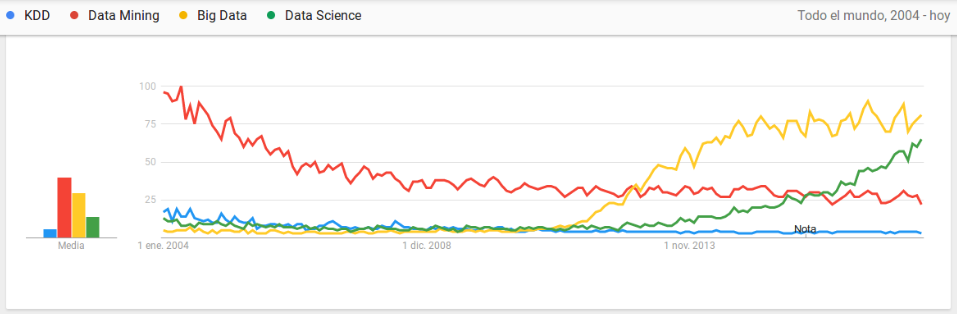 KDD Data Mining Big Data Data Science Todo el mundo, 2004 - hoy
100
75
50
25
Nota
Media 1 ene. 2004 1 dic. 2008 1 nov. 2013